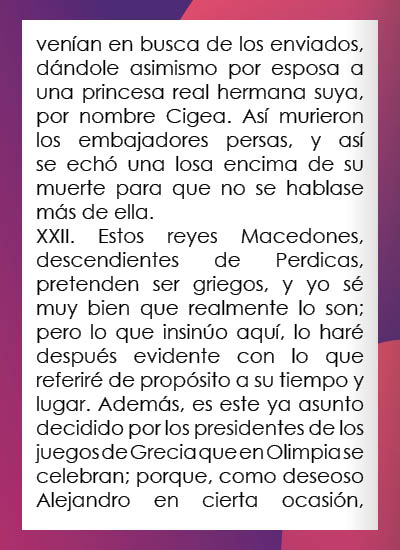 venían en busca de los enviados,
dándole asimismo por esposa a
una princesa real hermana suya,
por nombre Cigea. Así murieron
los embajadores persas, y así
se echó una losa encima de su
muerte para que no se hablase
más de ella.
XXII. Estos reyes Macedones,
descendientes de Perdicas,
pretenden ser griegos, y yo sé
muy bien que realmente lo son;
pero lo que insinúo aquí, lo haré
después evidente con lo que
referiré de propósito a su tiempo y
lugar. Además, es este ya asunto
decidido por los presidentes de los
juegos de Grecia que en Olimpia se
celebran; porque, como deseoso
Alejandro en cierta ocasión,